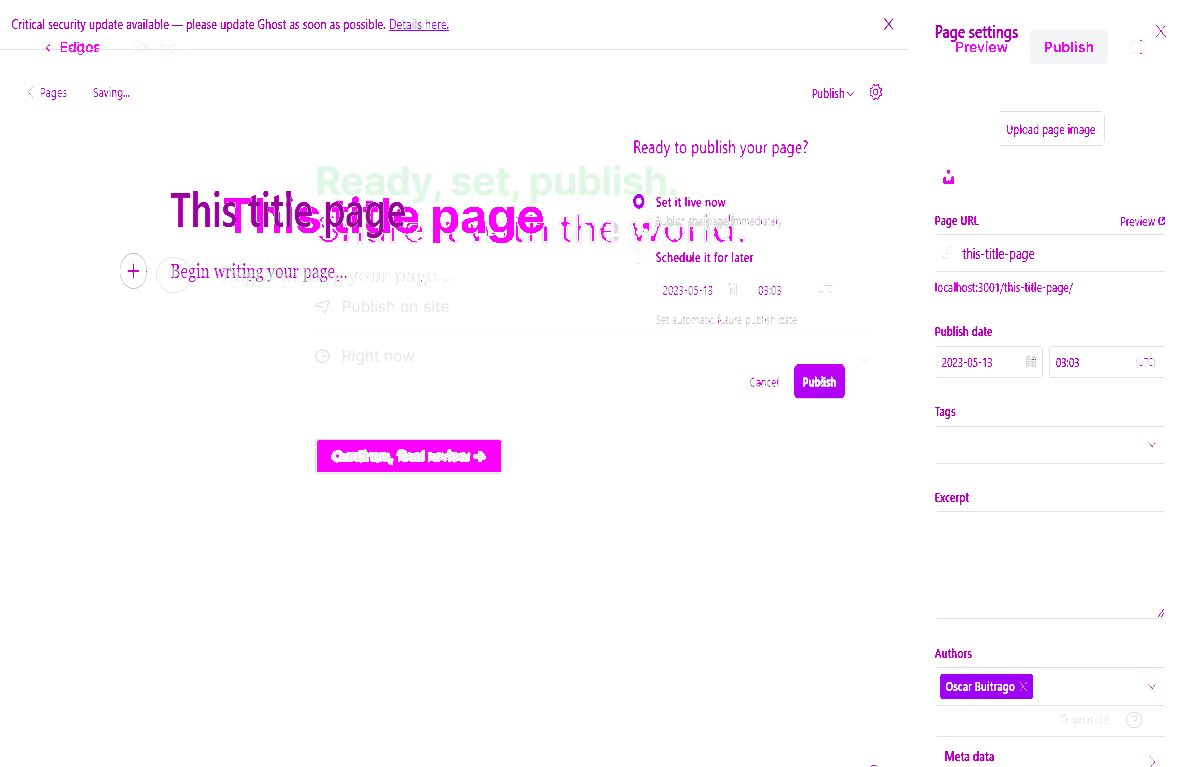 Critical security update available — please update Ghost as soon as possible. Details here.
Page settings
Edgos
Saving...
Preview
Publish
Pages
Saving...
Publish
Upload page image
Ready to publish your page?
Ready, set, publish.
Share it with the world.
This title page
This title page
Set it live now
Publish this page immediately
Page URL
Preview
this-title-page
localhost:3001/this-title-page/
Schedule it for later
Begin writing your page...
your page...
2023-05-13
03:03
UTC
Publish on site
Set automatic future publish date
Publish date
2023-05-13
03:03
(UTC)
Right now
Cancel
Publish
Tags
Continue, final review →
Excerpt
Authors
Oscar Buitrago
0 words
Meta data